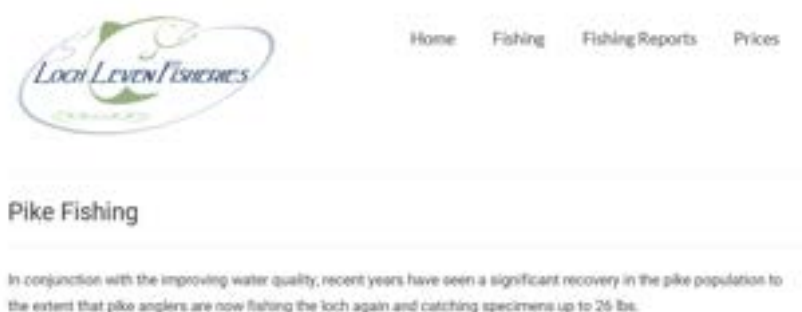 Home Fishing Fishing Reports Prices
Loch Leven Fisheries
Pike Fishing
In conjunction with the improving water quality, recent years have seen a significant recovery in the pike population to
the extent that pike anglers are now fishing the loch again and catching specimens up to 26 lbs.